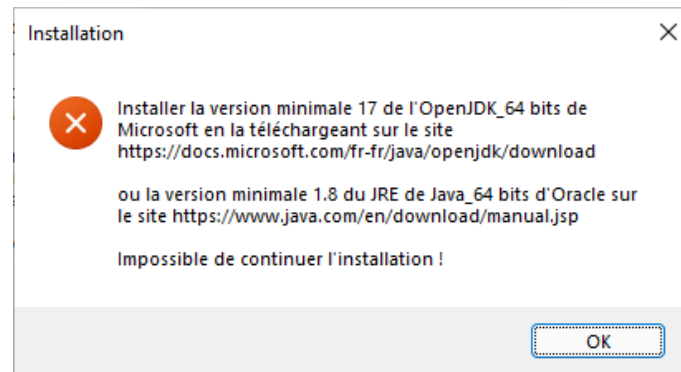 Installation
Installer la version minimale 17 de l'OpenJDK_64 bits de
Microsoft en la téléchargeant sur le site
https://docs.microsoft.com/fr-fr/java/openjdk/download
ou la version minimale 1.8 du JRE de Java_64 bits d'Oracle sur
le site https://www.java.com/en/download/manual.jsp
Impossible de continuer l'installation !
OK